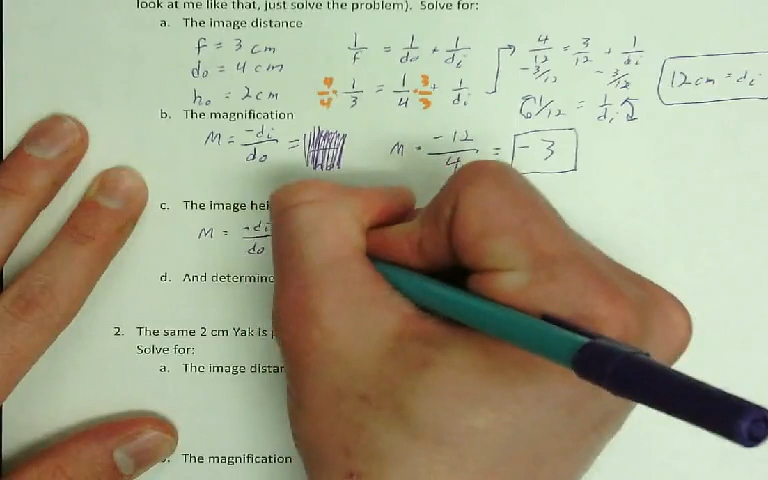 look at me like that, just solve the problem). Solve for:
a. The image distance
f = 3 cm
do = 4 cm
ho = 2 cm
1/f = 1/do + 1/di
4/4 · 1/3 = 1/4 · 3/3 + 1/di
4/12 = 3/12 + 1/di
-3/12 -3/12
1/12 = 1/di
12 cm = di
b. The magnification
M = -di/do =
M = -12/4 = -3
c. The image hei
M = -di/do
d. And determine
2. The same 2 cm Yak is
Solve for:
a. The image distan
The magnification